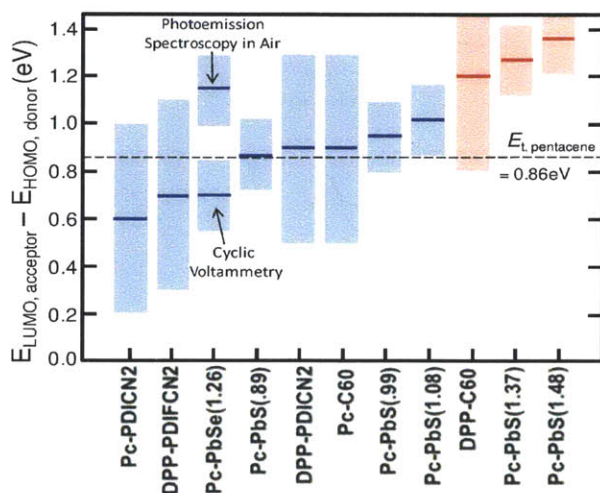 Photoemission
Spectroscopy in Air
Cyclic
Voltammetry
E_t, pentacene
= 0.86eV
E_LUMO, acceptor − E_HOMO, donor (eV)
1.4
1.2
1.0
0.8
0.6
0.4
0.2
0.0
Pc-PDICN2
DPP-PDIFCN2
Pc-PbSe(1.26)
Pc-PbS(.89)
DPP-PDICN2
Pc-C60
Pc-PbS(.99)
Pc-PbS(1.08)
DPP-C60
Pc-PbS(1.37)
Pc-PbS(1.48)